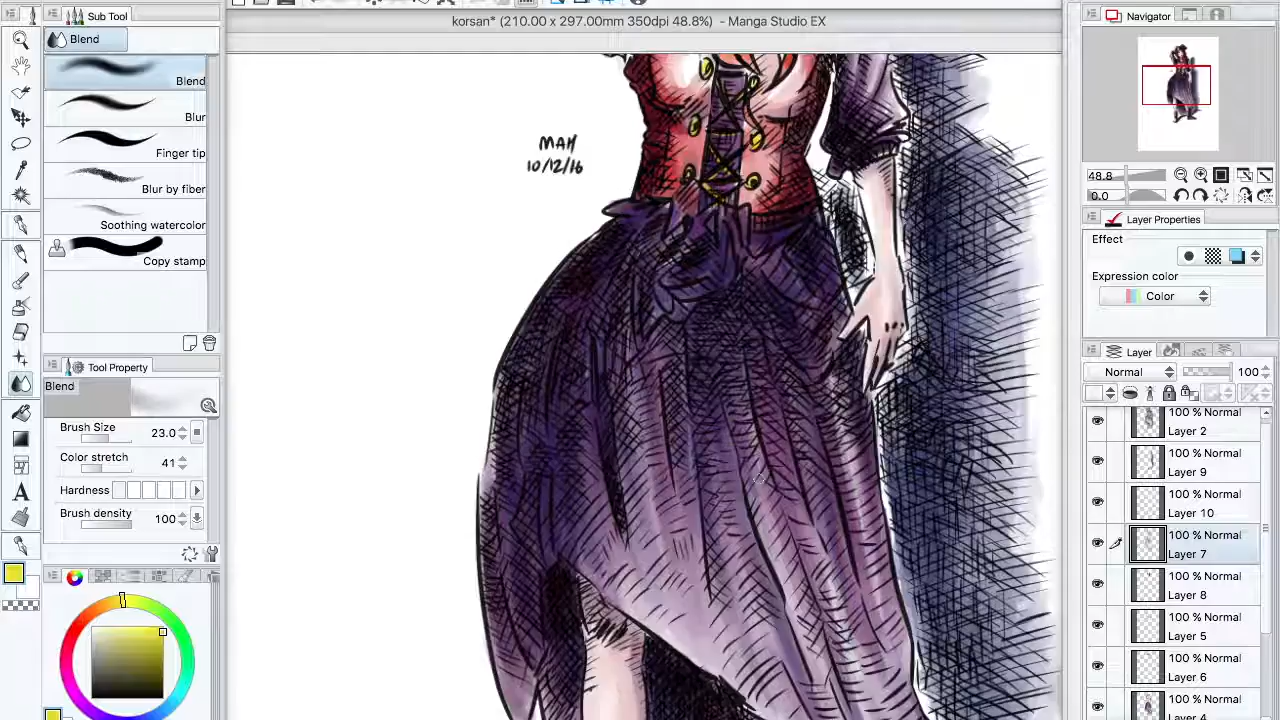 korsan* (210.00 x 297.00mm 350dpi 48.8%) - Manga Studio EX
Sub Tool
Blend
Blend
Blur
Finger tip
Blur by fiber
Soothing watercolor
Copy stamp
Tool Property
Blend
Brush Size 23.0
Color stretch 41
Hardness
Brush density 100
MAH
10/12/16
Navigator
48.8
0.0
Layer Properties
Effect
Expression color
Color
Layer
Normal 100
100 % Normal
Layer 2
100 % Normal
Layer 9
100 % Normal
Layer 10
100 % Normal
Layer 7
100 % Normal
Layer 8
100 % Normal
Layer 5
100 % Normal
Layer 6
100 % Normal
Layer 4